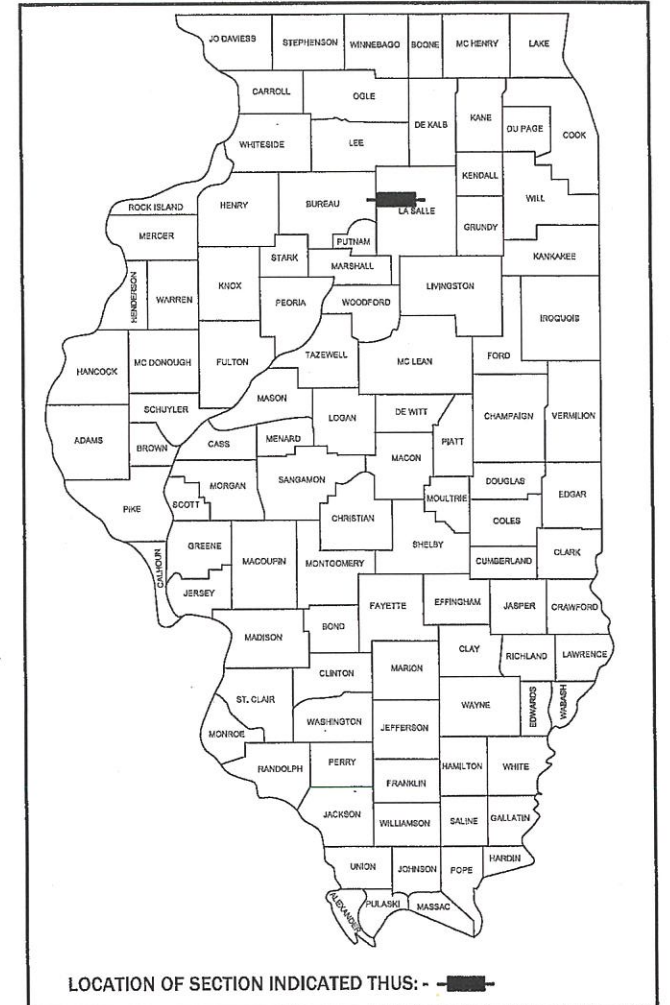 JO DAVIESS STEPHENSON WINNEBAGO BOONE MC HENRY LAKE
CARROLL OGLE DE KALB KANE DU PAGE COOK
WHITESIDE LEE
KENDALL WILL
ROCK ISLAND HENRY BUREAU LA SALLE
MERCER PUTNAM GRUNDY
STARK MARSHALL KANKAKEE
HENDERSON WARREN KNOX PEORIA WOODFORD LIVINGSTON IROQUOIS
HANCOCK MC DONOUGH FULTON TAZEWELL MC LEAN FORD
SCHUYLER MASON LOGAN DE WITT CHAMPAIGN VERMILION
ADAMS BROWN CASS MENARD MACON PIATT
PIKE SCOTT MORGAN SANGAMON MOULTRIE DOUGLAS EDGAR
CHRISTIAN COLES
CALHOUN GREENE MACOUPIN MONTGOMERY SHELBY CUMBERLAND CLARK
JERSEY FAYETTE EFFINGHAM JASPER CRAWFORD
MADISON BOND
CLINTON MARION CLAY RICHLAND LAWRENCE
ST. CLAIR WASHINGTON JEFFERSON WAYNE EDWARDS WABASH
MONROE
RANDOLPH PERRY FRANKLIN HAMILTON WHITE
JACKSON WILLIAMSON SALINE GALLATIN
UNION JOHNSON POPE HARDIN
ALEXANDER PULASKI MASSAC
LOCATION OF SECTION INDICATED THUS: -